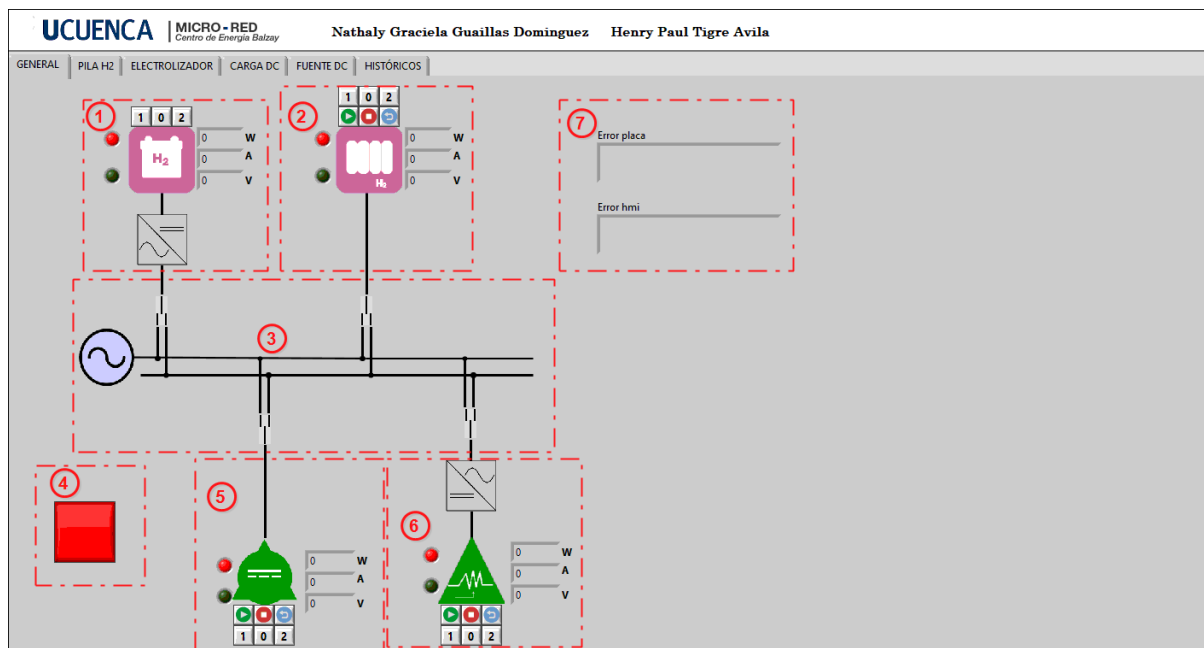 UCUENCA MICRO-RED
Centro de Energía Balzay
Nathaly Graciela Guaillas Dominguez Henry Paul Tigre Avila
GENERAL PILA H2 ELECTROLIZADOR CARGA DC FUENTE DC HISTÓRICOS
1
1 0 2
H2
0 W
0 A
0 V
2
1 0 2
H2
0 W
0 A
0 V
7
Error placa
Error hmi
3
4
5
0 W
0 A
0 V
1 0 2
6
0 W
0 A
0 V
1 0 2